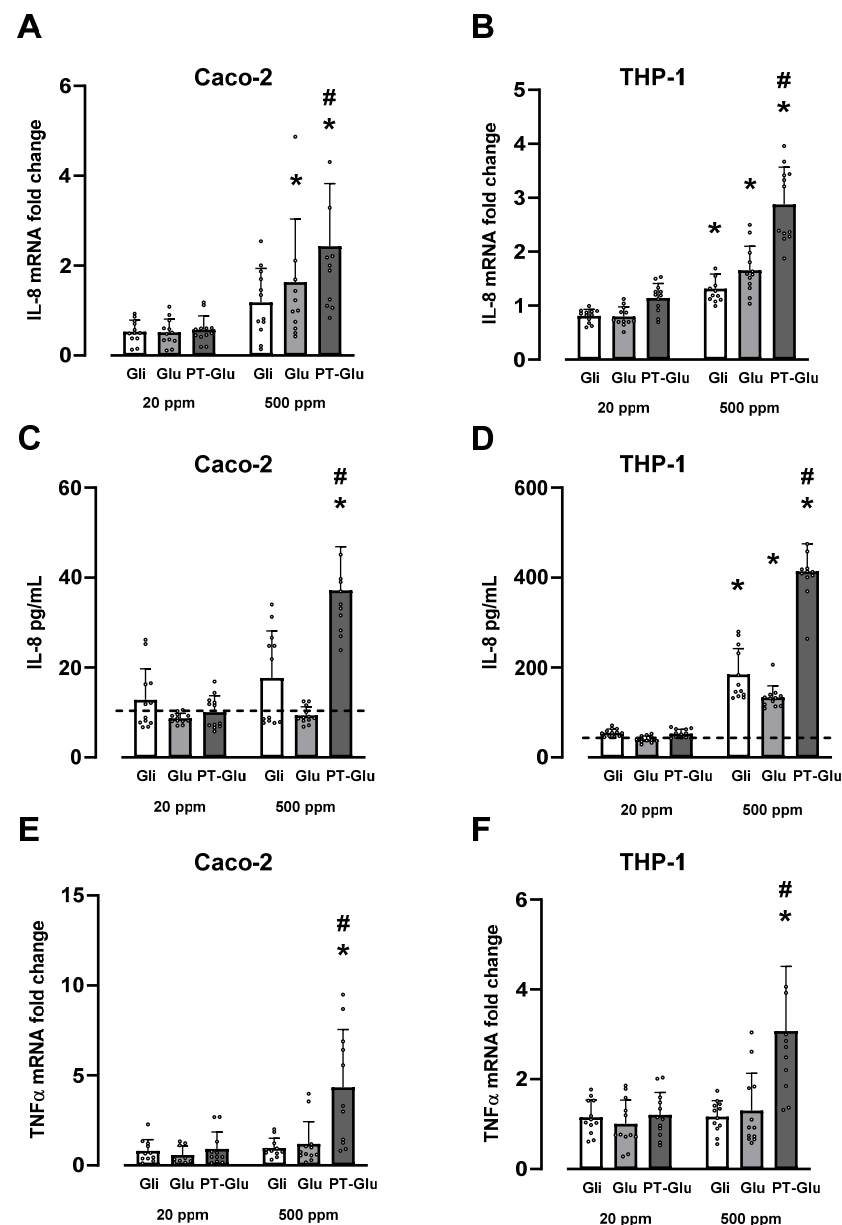 A
Caco-2
IL-8 mRNA fold change
6
4
2
0
*
#
*
Gli Glu PT-Glu Gli Glu PT-Glu
20 ppm 500 ppm
B
THP-1
IL-8 mRNA fold change
5
4
3
2
1
0
*
*
#
*
Gli Glu PT-Glu Gli Glu PT-Glu
20 ppm 500 ppm
C
Caco-2
IL-8 pg/mL
60
40
20
0
#
*
Gli Glu PT-Glu Gli Glu PT-Glu
20 ppm 500 ppm
D
THP-1
IL-8 pg/mL
600
400
200
0
*
*
#
*
Gli Glu PT-Glu Gli Glu PT-Glu
20 ppm 500 ppm
E
Caco-2
TNFα mRNA fold change
15
10
5
0
#
*
Gli Glu PT-Glu Gli Glu PT-Glu
20 ppm 500 ppm
F
THP-1
TNFα mRNA fold change
6
4
2
0
#
*
Gli Glu PT-Glu Gli Glu PT-Glu
20 ppm 500 ppm